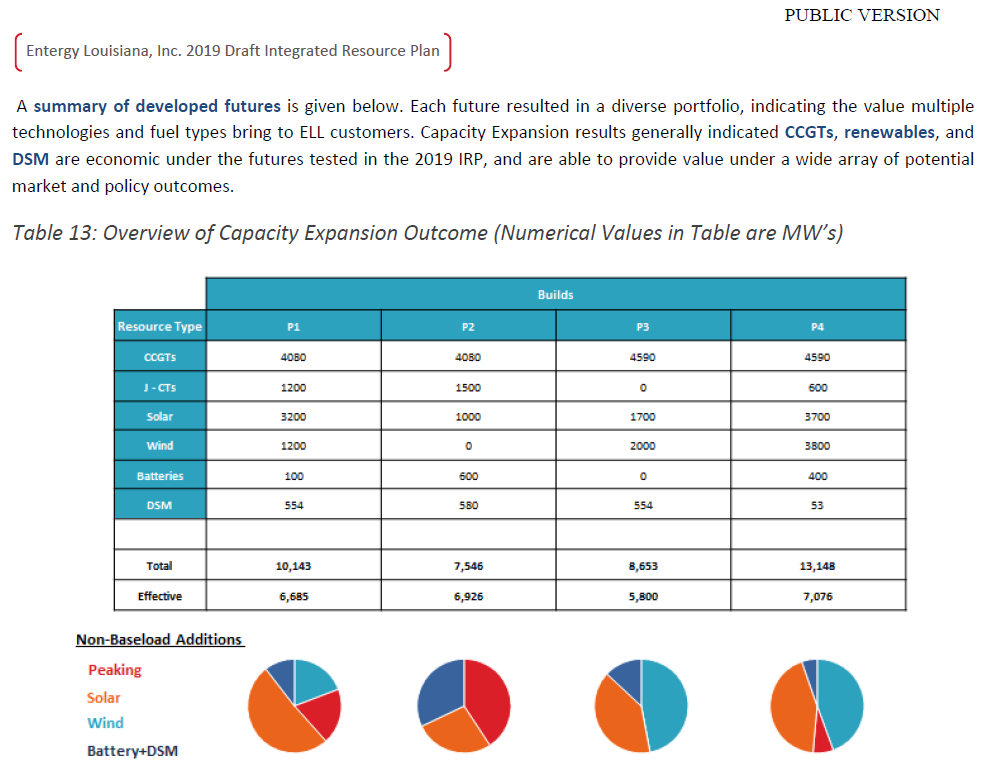 PUBLIC VERSION
Entergy Louisiana, Inc. 2019 Draft Integrated Resource Plan
A summary of developed futures is given below. Each future resulted in a diverse portfolio, indicating the value multiple
technologies and fuel types bring to ELL customers. Capacity Expansion results generally indicated CCGTs, renewables, and
DSM are economic under the futures tested in the 2019 IRP, and are able to provide value under a wide array of potential
market and policy outcomes.
Table 13: Overview of Capacity Expansion Outcome (Numerical Values in Table are MW's)
Builds
Resource Type P1 P2 P3 P4
CCGTs 4080 4080 4590 4590
J - CTs 1200 1500 0 600
Solar 3200 1000 1700 3700
Wind 1200 0 2000 3800
Batteries 100 600 0 400
DSM 554 580 554 53
Total 10,143 7,546 8,653 13,148
Effective 6,685 6,926 5,800 7,076
Non-Baseload Additions
Peaking
Solar
Wind
Battery+DSM